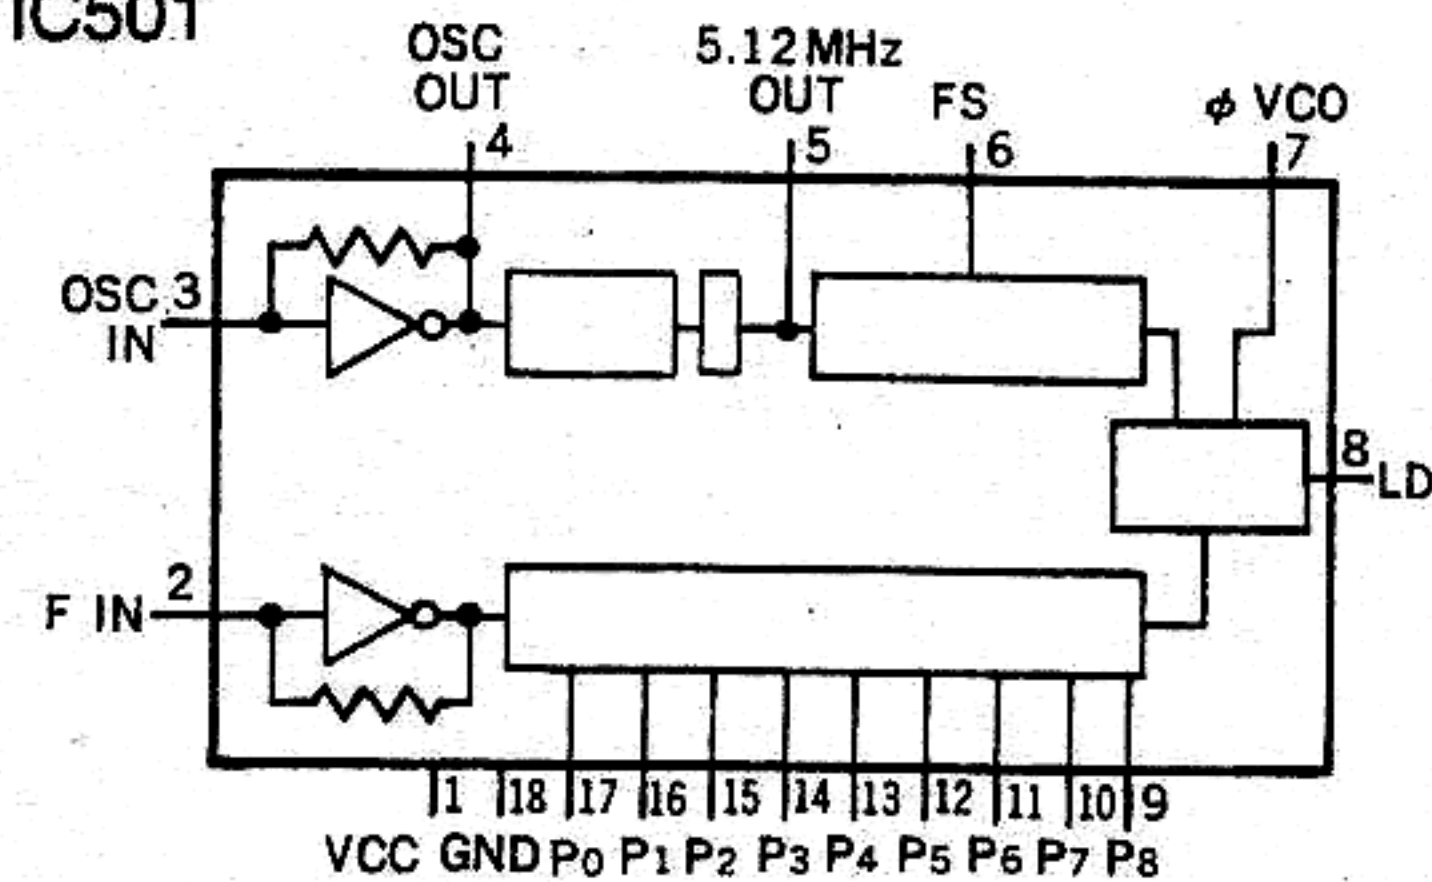 IC501
OSC
OUT
4
5.12 MHz
OUT
5
FS
6
φ VCO
7
OSC
IN
3
8
LD
F IN
2
1 18 17 16 15 14 13 12 11 10 9
VCC GND P0 P1 P2 P3 P4 P5 P6 P7 P8